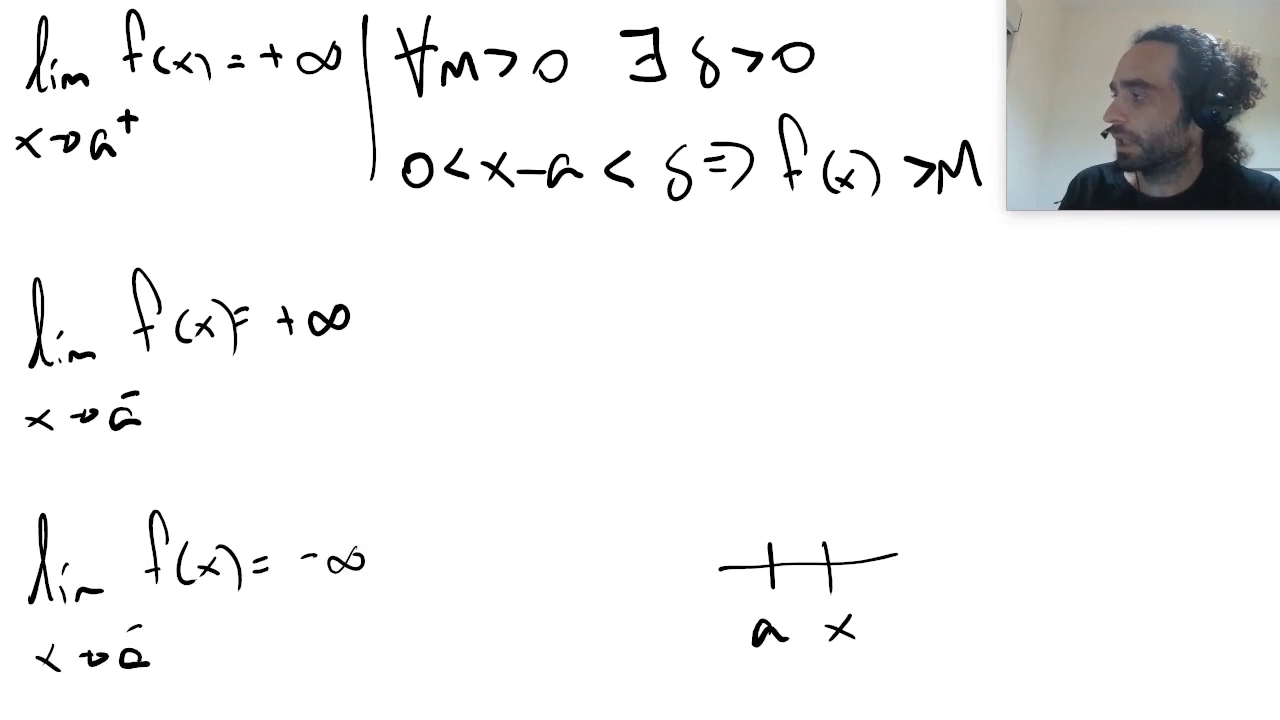 lim f(x) = +∞ | ∀M > 0 ∃ δ > 0
x→a⁺
0 < x - a < δ ⇒ f(x) > M
lim f(x) = +∞
x→a⁻
lim f(x) = -∞
x→a⁻
a x